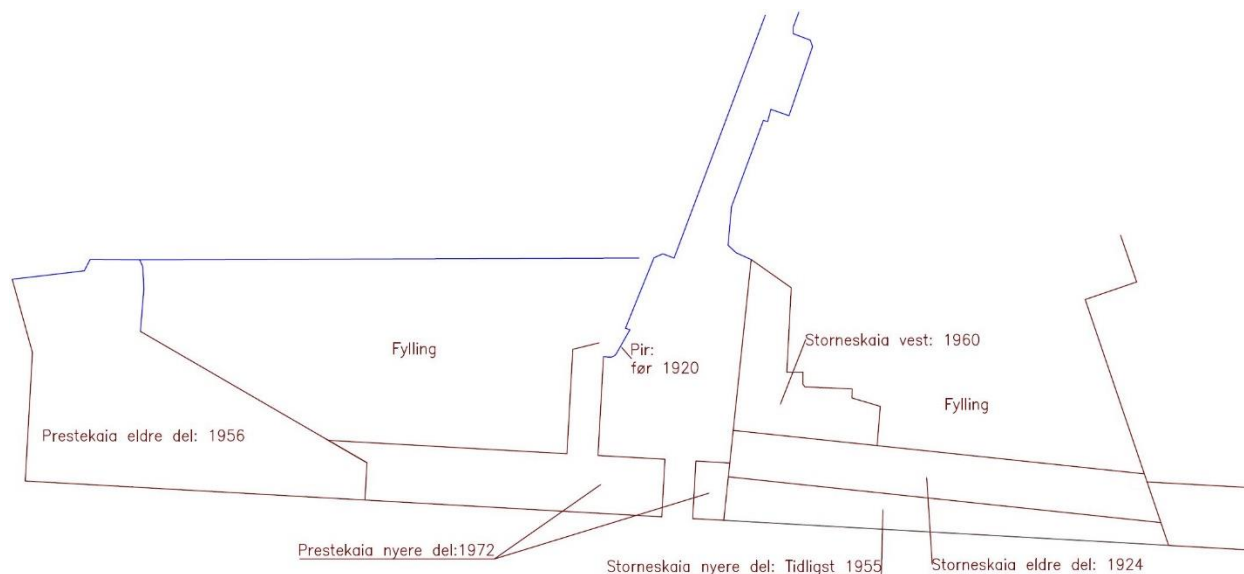 Storneskaia vest: 1960
Fylling
Pir:
før 1920
Fylling
Prestekaia eldre del: 1956
Prestekaia nyere del:1972
Storneskaia nyere del: Tidligst 1955
Storneskaia eldre del: 1924